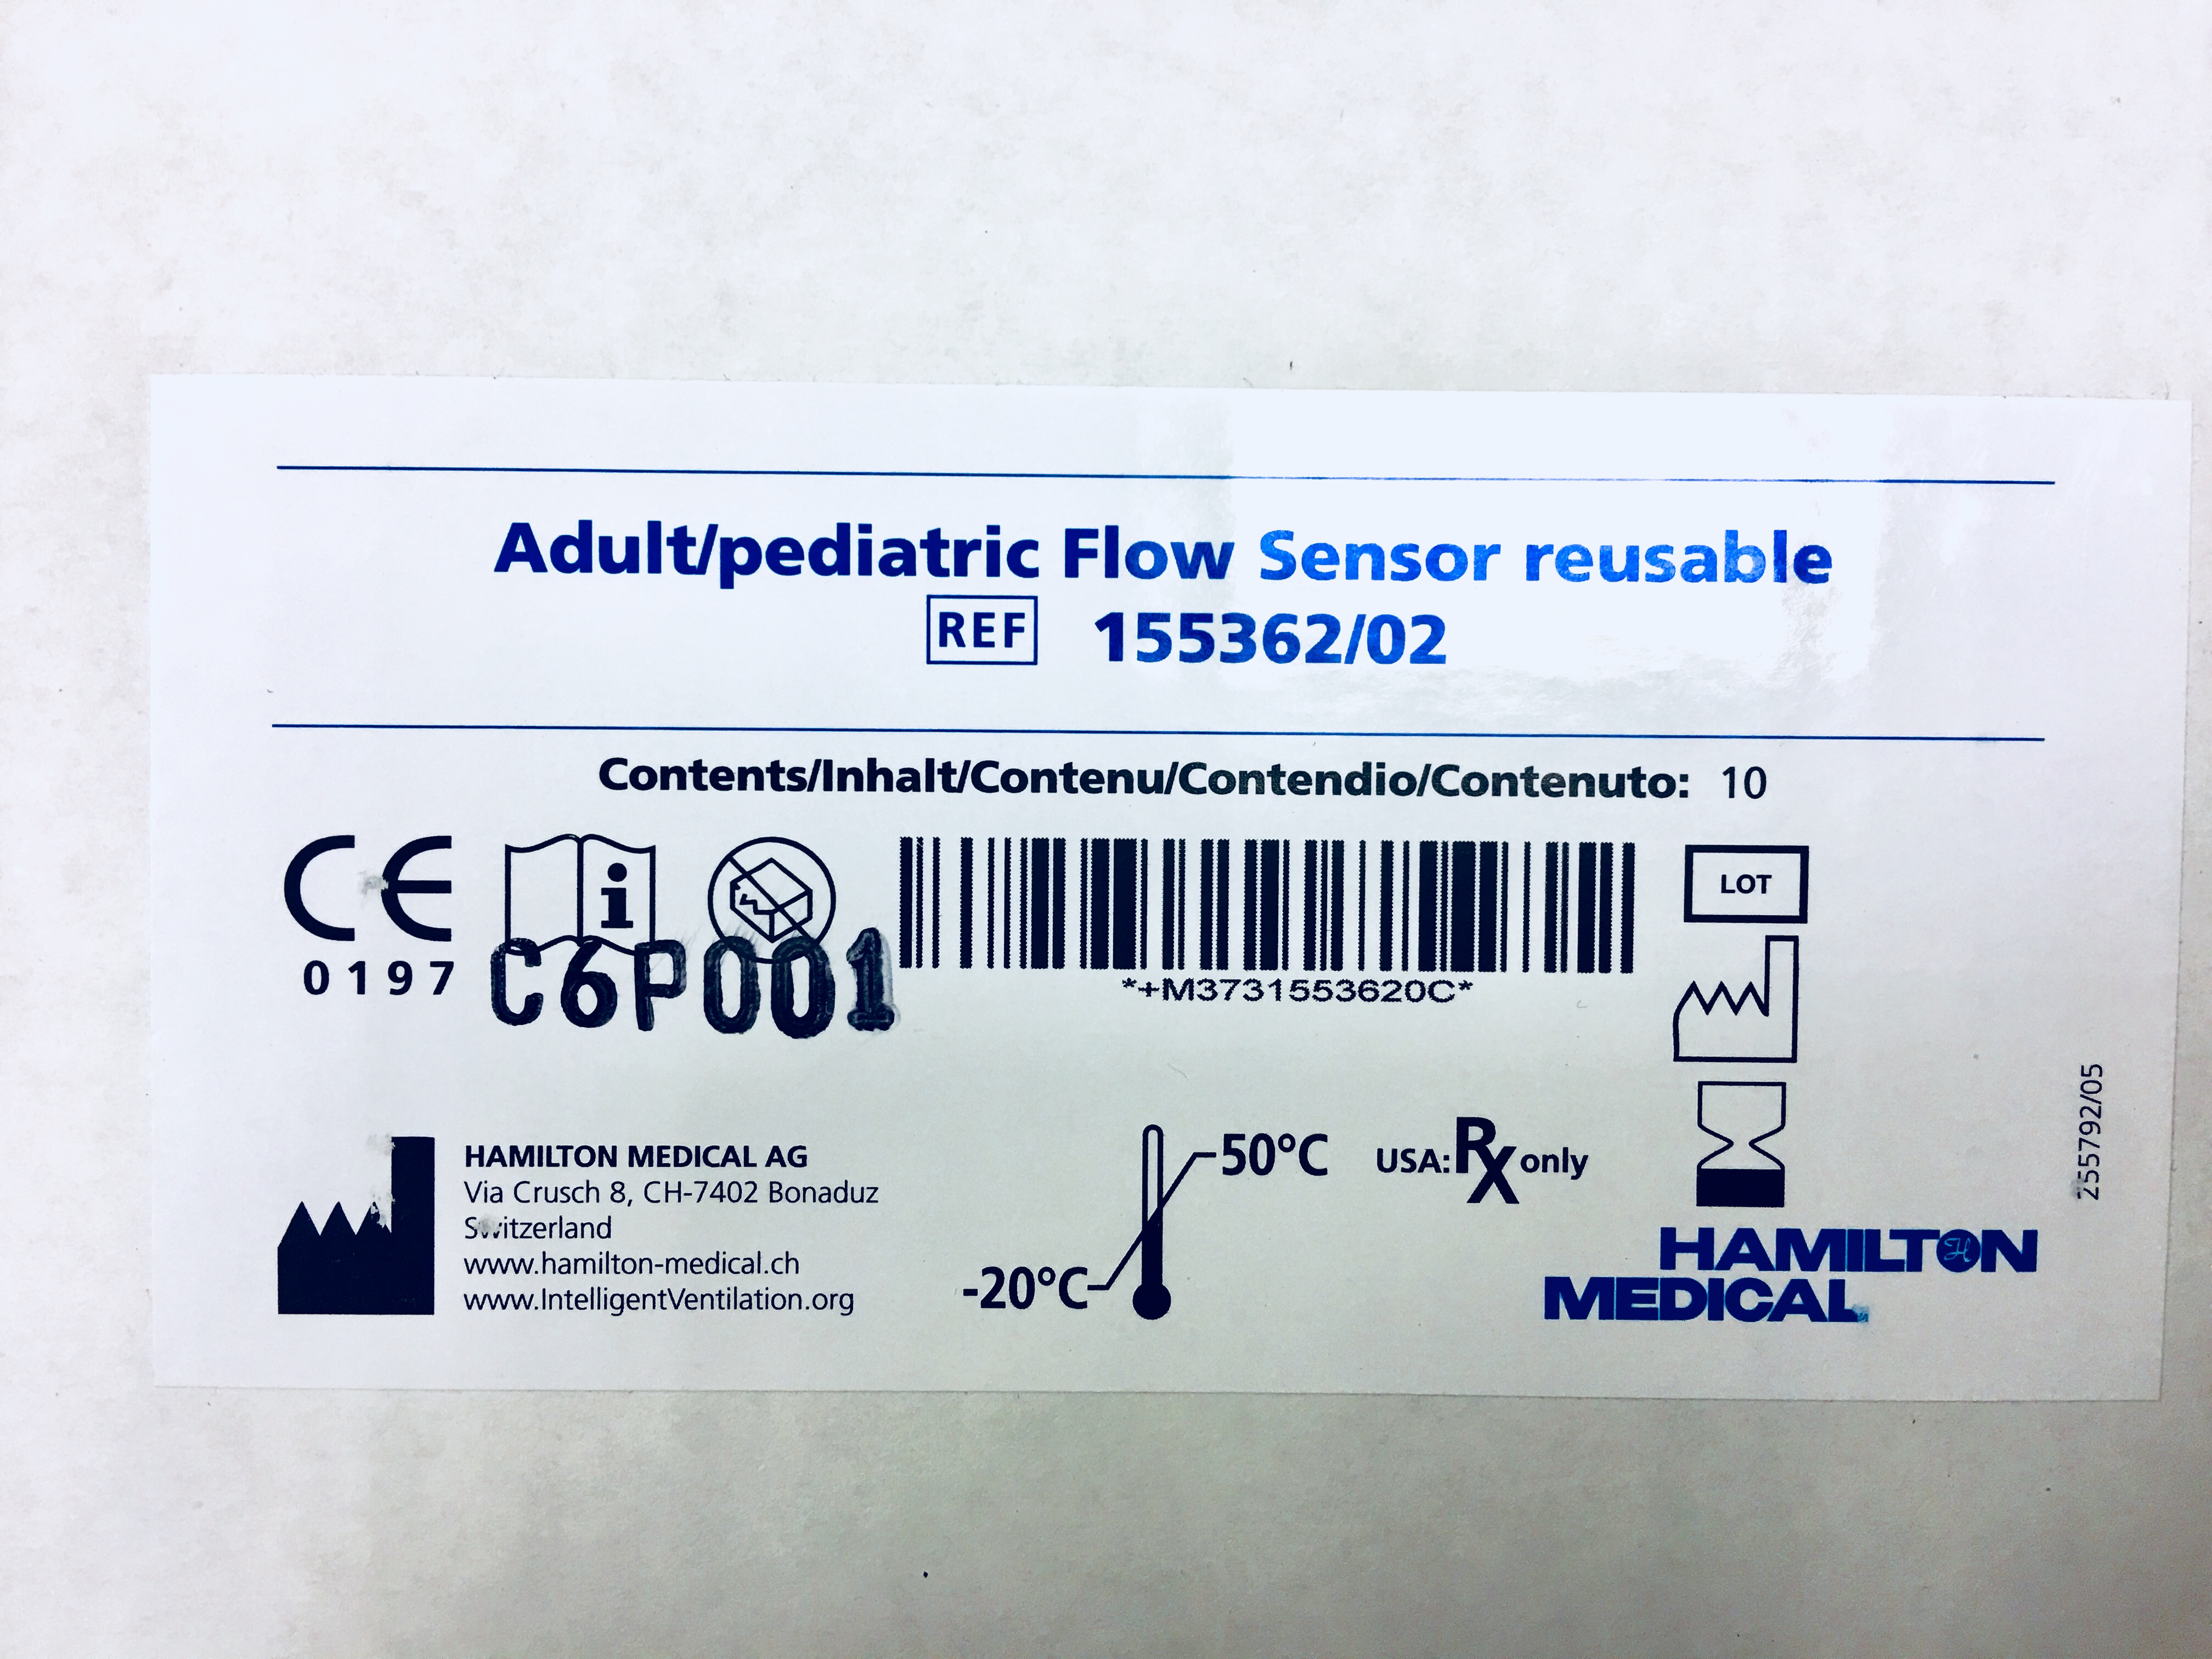 Adult/pediatric Flow Sensor reusable
REF 155362/02
Contents/Inhalt/Contenu/Contendio/Contenuto: 10
CE
0197
i
C6P001
*+M3731553620C*
LOT
HAMILTON MEDICAL AG
Via Crusch 8, CH-7402 Bonaduz
Switzerland
www.hamilton-medical.ch
www.IntelligentVentilation.org
50°C
-20°C
USA: Rx only
HAMILTON
MEDICAL
255792/05